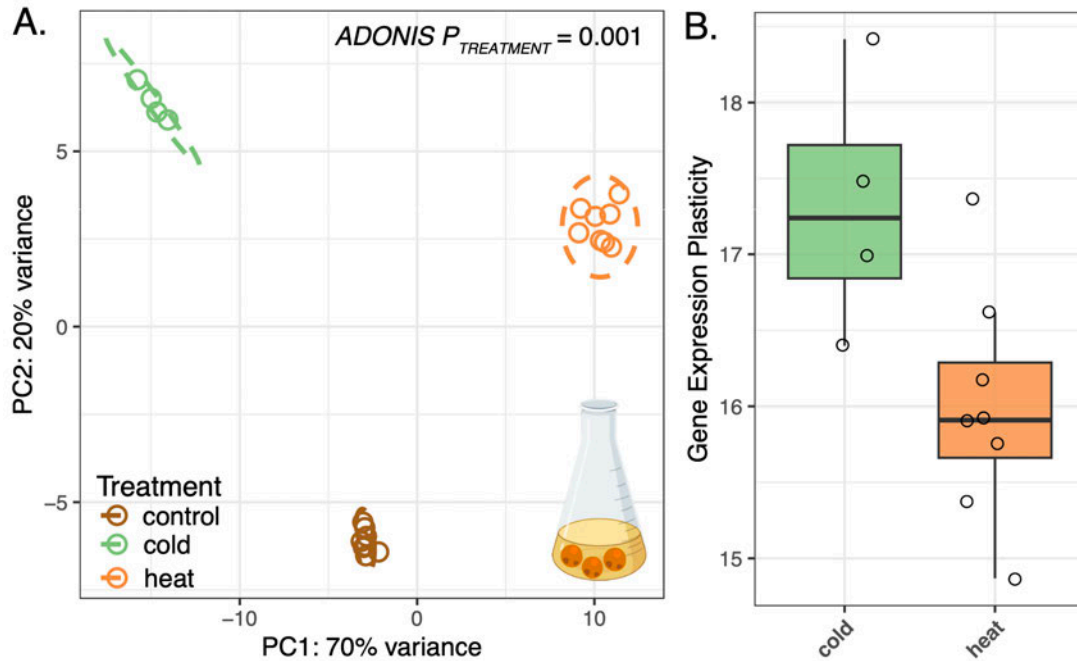 A.
ADONIS P TREATMENT = 0.001
5
0
−5
PC2: 20% variance
Treatment
control
cold
heat
−10
0
10
PC1: 70% variance
B.
18
17
16
15
Gene Expression Plasticity
cold
heat